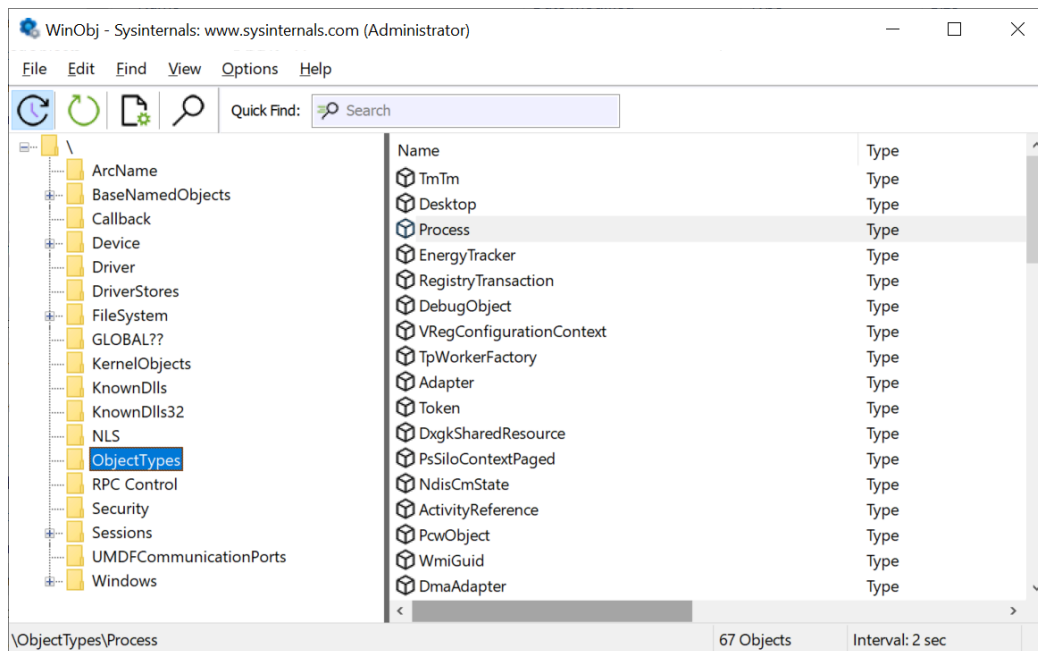 WinObj - Sysinternals: www.sysinternals.com (Administrator)
File Edit Find View Options Help
Quick Find: Search
\
ArcName
BaseNamedObjects
Callback
Device
Driver
DriverStores
FileSystem
GLOBAL??
KernelObjects
KnownDlls
KnownDlls32
NLS
ObjectTypes
RPC Control
Security
Sessions
UMDFCommunicationPorts
Windows
Name Type
TmTm Type
Desktop Type
Process Type
EnergyTracker Type
RegistryTransaction Type
DebugObject Type
VRegConfigurationContext Type
TpWorkerFactory Type
Adapter Type
Token Type
DxgkSharedResource Type
PsSiloContextPaged Type
NdisCmState Type
ActivityReference Type
PcwObject Type
WmiGuid Type
DmaAdapter Type
\ObjectTypes\Process 67 Objects Interval: 2 sec